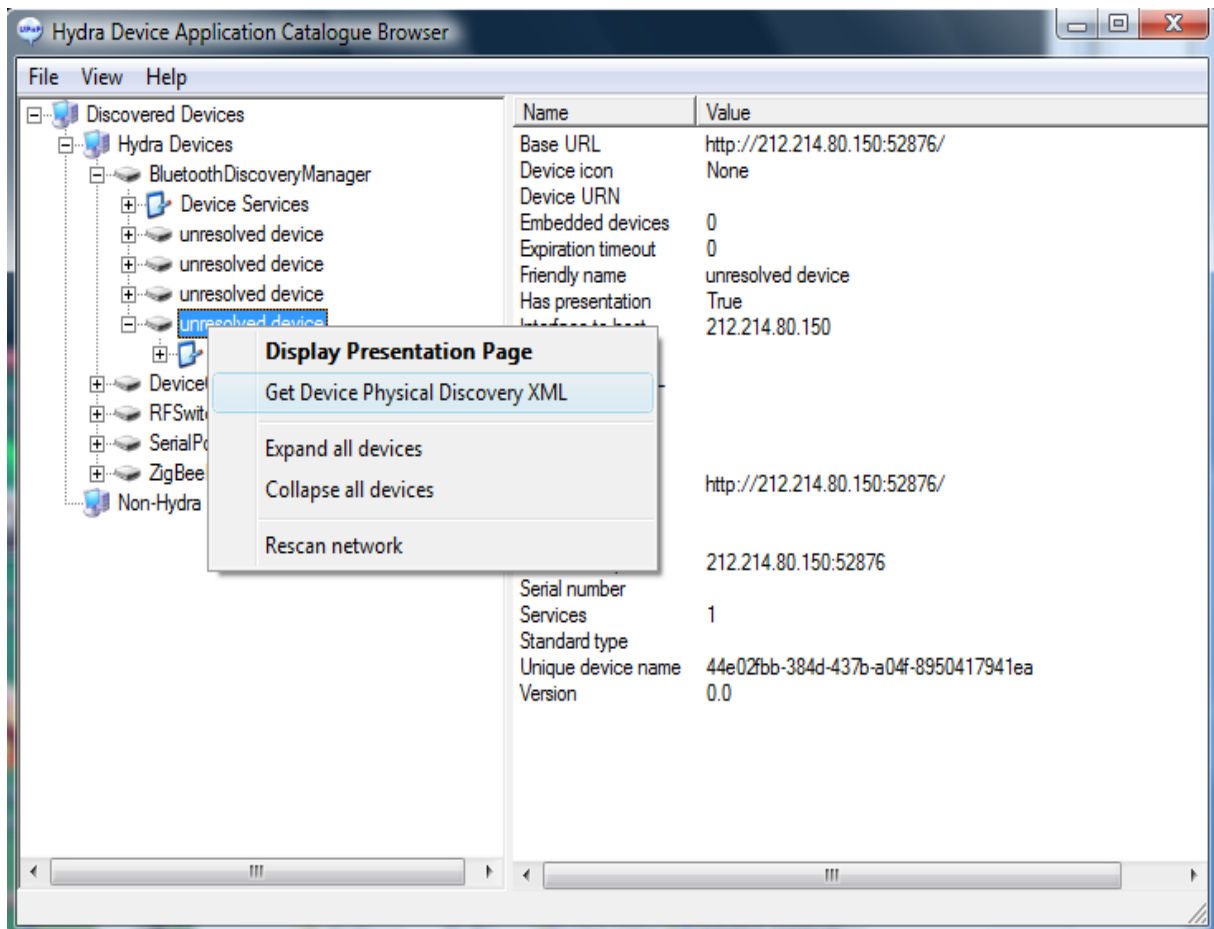 Hydra Device Application Catalogue Browser
File View Help
Discovered Devices
Hydra Devices
BluetoothDiscoveryManager
Device Services
unresolved device
unresolved device
unresolved device
unresolved device
Display Presentation Page
Get Device Physical Discovery XML
Expand all devices
Collapse all devices
Rescan network
Non-Hydra
Name Value
Base URL http://212.214.80.150:52876/
Device icon None
Device URN
Embedded devices 0
Expiration timeout 0
Friendly name unresolved device
Has presentation True
Interface to host 212.214.80.150
http://212.214.80.150:52876/
212.214.80.150:52876
Serial number
Services 1
Standard type
Unique device name 44e02fbb-384d-437b-a04f-8950417941ea
Version 0.0